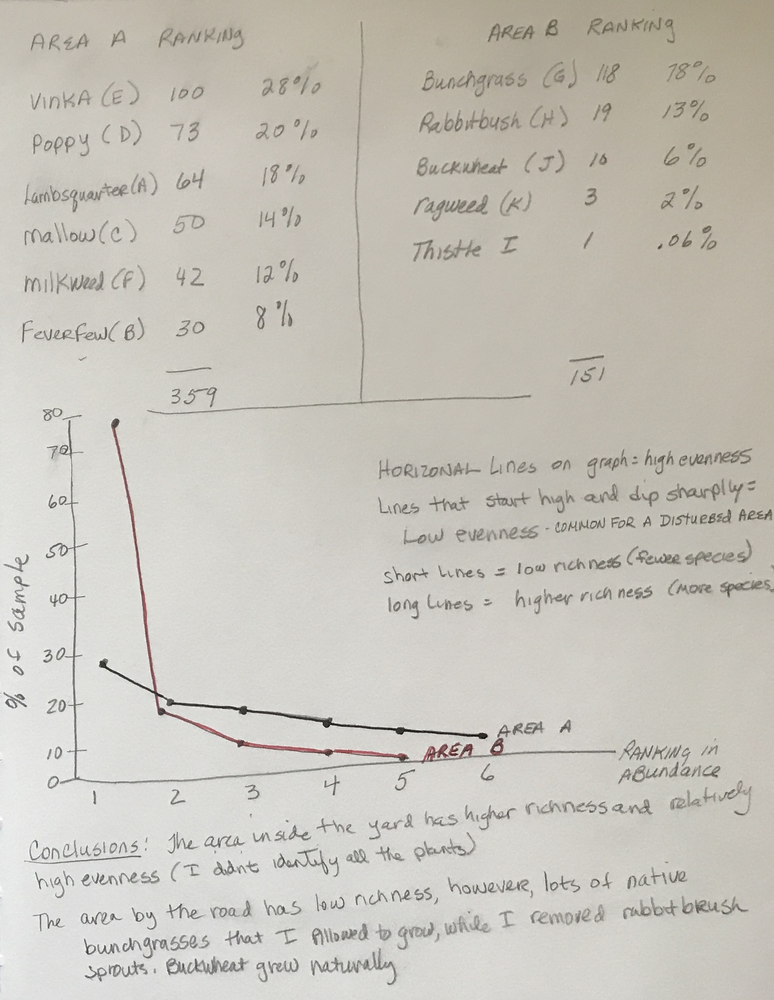 AREA A RANKING
VINKA (E) 100 28%
POPPY (D) 73 20%
Lambsquarter (A) 64 18%
Mallow (C) 50 14%
MilKweed (F) 42 12%
FeverFew (B) 30 8%
359
AREA B RANKING
Bunchgrass (G) 118 78%
Rabbitbush (H) 19 13%
Buckwheat (J) 10 6%
ragweed (K) 3 2%
Thistle I 1 .06%
151
HORIZONAL Lines on graph = high evenness
Lines that start high and dip sharplly =
Low evenness - COMMON FOR A DISTURBED AREA
short Lines = low richness (fewer species)
long Lines = higher richness (more species)
% of Sample
80
70
60
50
40
30
20
10
0
AREA A
AREA B
1 2 3 4 5 6
RANKING in
ABundance
Conclusions: The area inside the yard has higher richness and relatively
high evenness (I didn't identify all the plants)
The area by the road has low richness, however, lots of native
bunchgrasses that I Allowed to grow, while I removed rabbitbrush
sprouts. Buckwheat grew naturally